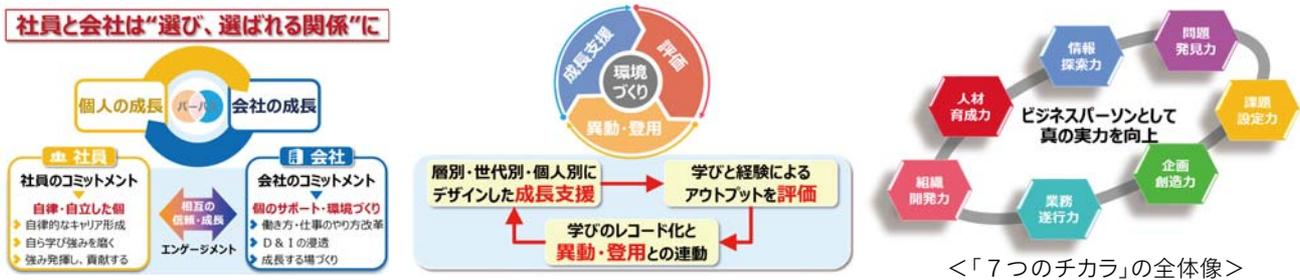 社員と会社は“選び、選ばれる関係”に
個人の成長
パーパス
会社の成長
社員
社員のコミットメント
自律・自立した個
自律的なキャリア形成
自ら学び強みを磨く
強み発揮し、貢献する
相互の
信頼・成長
エンゲージメント
会社
会社のコミットメント
個のサポート・環境づくり
働き方・仕事のやり方改革
D＆Iの浸透
成長する場づくり
成長支援
評価
環境
づくり
異動・登用
層別・世代別・個人別に
デザインした成長支援
学びと経験による
アウトプットを評価
学びのレコード化と
異動・登用との連動
問題
発見力
情報
探索力
課題
設定力
人材
育成力
ビジネスパーソンとして
真の実力を向上
企画
創造力
組織
開発力
業務
遂行力
＜「７つのチカラ」の全体像＞